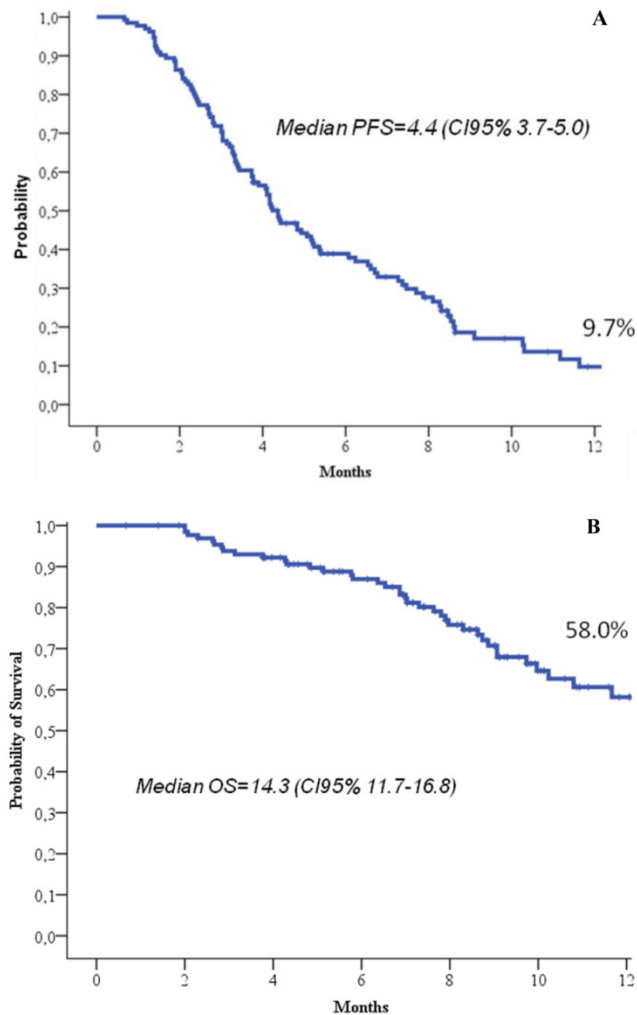 A
1,0
0,9
0,8
0,7
0,6
0,5
0,4
0,3
0,2
0,1
0,0
Probability
Median PFS=4.4 (CI95% 3.7-5.0)
9.7%
0 2 4 6 8 10 12
Months
B
1,0
0,9
0,8
0,7
0,6
0,5
0,4
0,3
0,2
0,1
0,0
Probability of Survival
58.0%
Median OS=14.3 (CI95% 11.7-16.8)
0 2 4 6 8 10 12
Months